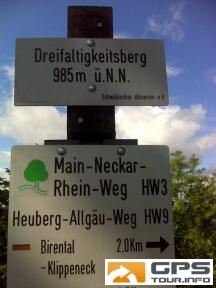 Dreifaltigkeitsberg
985m ü.N.N.
Schwäbischer Albverein e.V.
Main-Neckar-
Rhein-Weg HW3
Heuberg-Allgäu-Weg HW9
Birental 2,0Km
-Klippeneck
GPS
TOUR.INFO